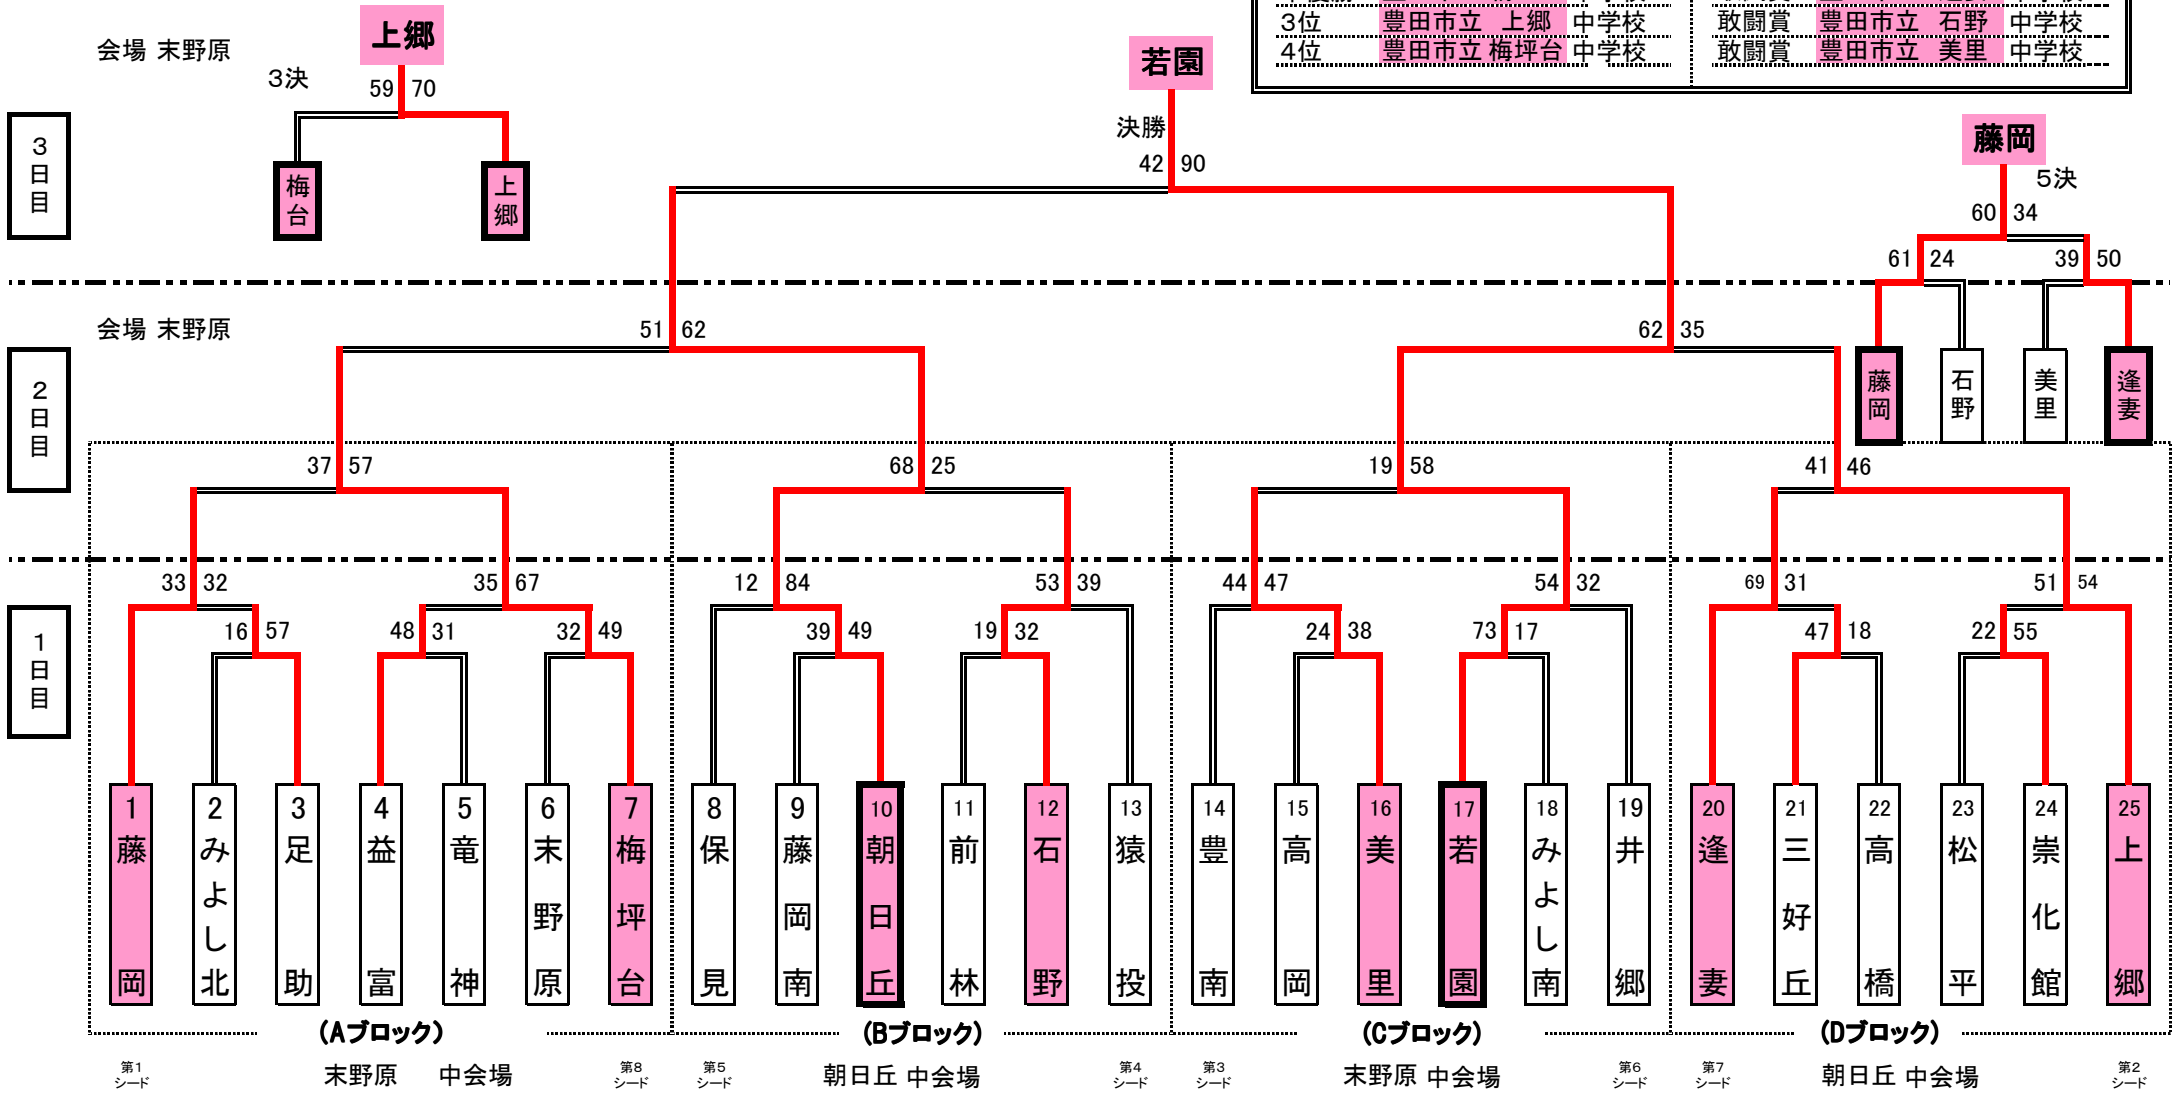 3位 豊田市立 上郷 中学校 敢闘賞 豊田市立 石野 中学校
4位 豊田市立 梅坪台 中学校 敢闘賞 豊田市立 美里 中学校
会場 末野原
上郷
3決
59 70
梅台
上郷
3日目
若園
決勝
42 90
藤岡
5決
60 34
61 24 39 50
藤岡
石野
美里
逢妻
会場 末野原
2日目
51 62 62 35
37 57 68 25 19 58 41 46
1日目
33 32 35 67 12 84 53 39 44 47 54 32 69 31 51 54
16 57 48 31 32 49 39 49 19 32 24 38 73 17 47 18 22 55
1 藤岡
2 みよし北
3 足助
4 益富
5 竜神
6 末野原
7 梅坪台
8 保見
9 藤岡南
10 朝日丘
11 前林
12 石野
13 猿投
14 豊南
15 高岡
16 美里
17 若園
18 みよし南
19 井郷
20 逢妻
21 三好丘
22 高橋
23 松平
24 崇化館
25 上郷
(Aブロック) (Bブロック) (Cブロック) (Dブロック)
第1シード 末野原 中会場 第8シード 第5シード 朝日丘 中会場 第4シード 第3シード 末野原 中会場 第6シード 第7シード 朝日丘 中会場 第2シード